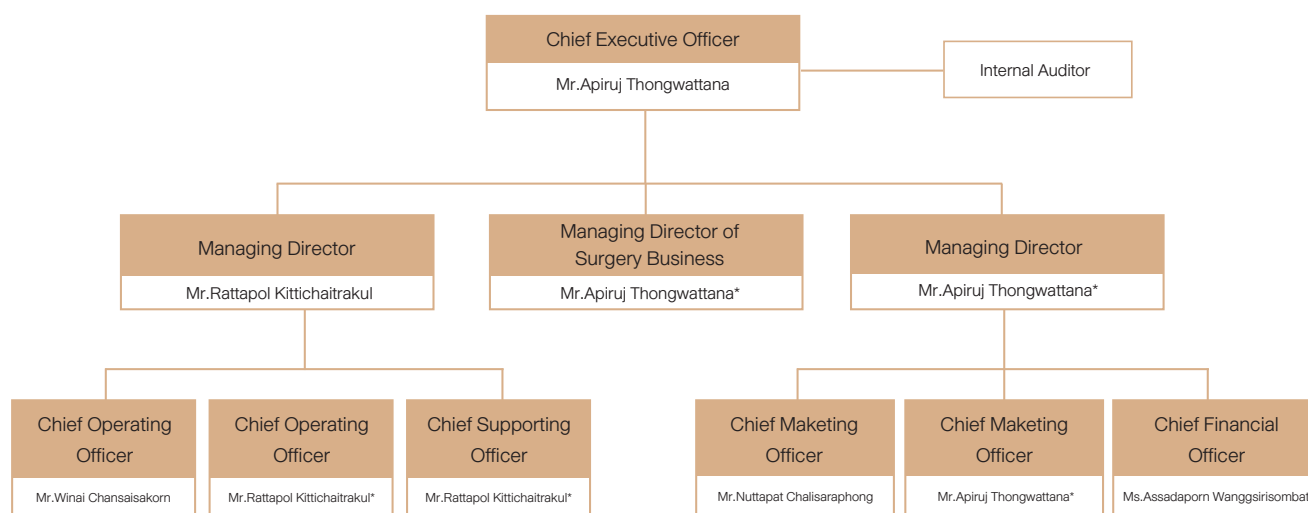 Chief Executive Officer
Mr.Apiruj Thongwattana
Internal Auditor
Managing Director
Mr.Rattapol Kittichaitrakul
Managing Director of
Surgery Business
Mr.Apiruj Thongwattana*
Managing Director
Mr.Apiruj Thongwattana*
Chief Operating
Officer
Mr.Winai Chansaisakorn
Chief Operating
Officer
Mr.Rattapol Kittichaitrakul*
Chief Supporting
Officer
Mr.Rattapol Kittichaitrakul*
Chief Maketing
Officer
Mr.Nuttapat Chalisaraphong
Chief Maketing
Officer
Mr.Apiruj Thongwattana*
Chief Financial
Officer
Ms.Assadaporn Wanggsirisombat